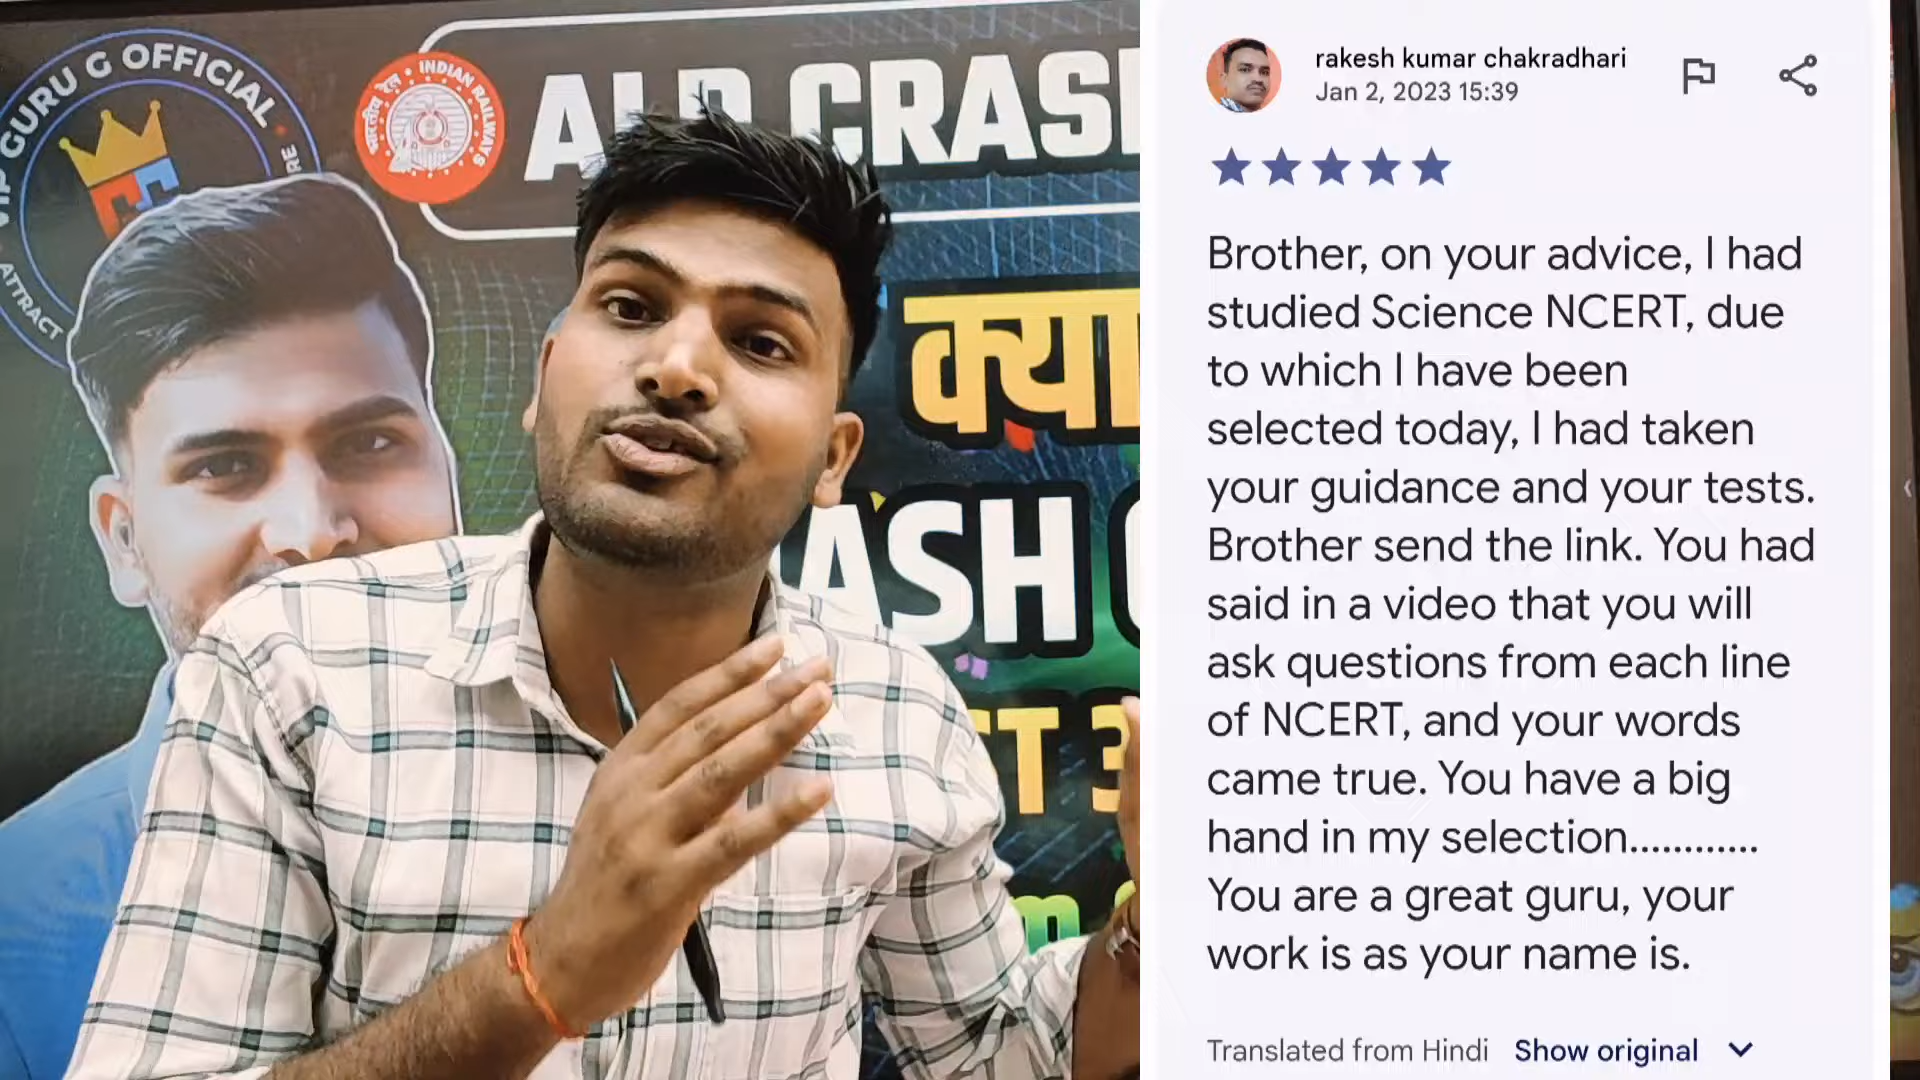 VIP GURU G OFFICIAL
ATTRACT
भारतीय रेल INDIAN RAILWAYS
ALP CRASH
क्या
ASH
T 3
rakesh kumar chakradhari
Jan 2, 2023 15:39
Brother, on your advice, I had
studied Science NCERT, due
to which I have been
selected today, I had taken
your guidance and your tests.
Brother send the link. You had
said in a video that you will
ask questions from each line
of NCERT, and your words
came true. You have a big
hand in my selection............
You are a great guru, your
work is as your name is.
Translated from Hindi Show original